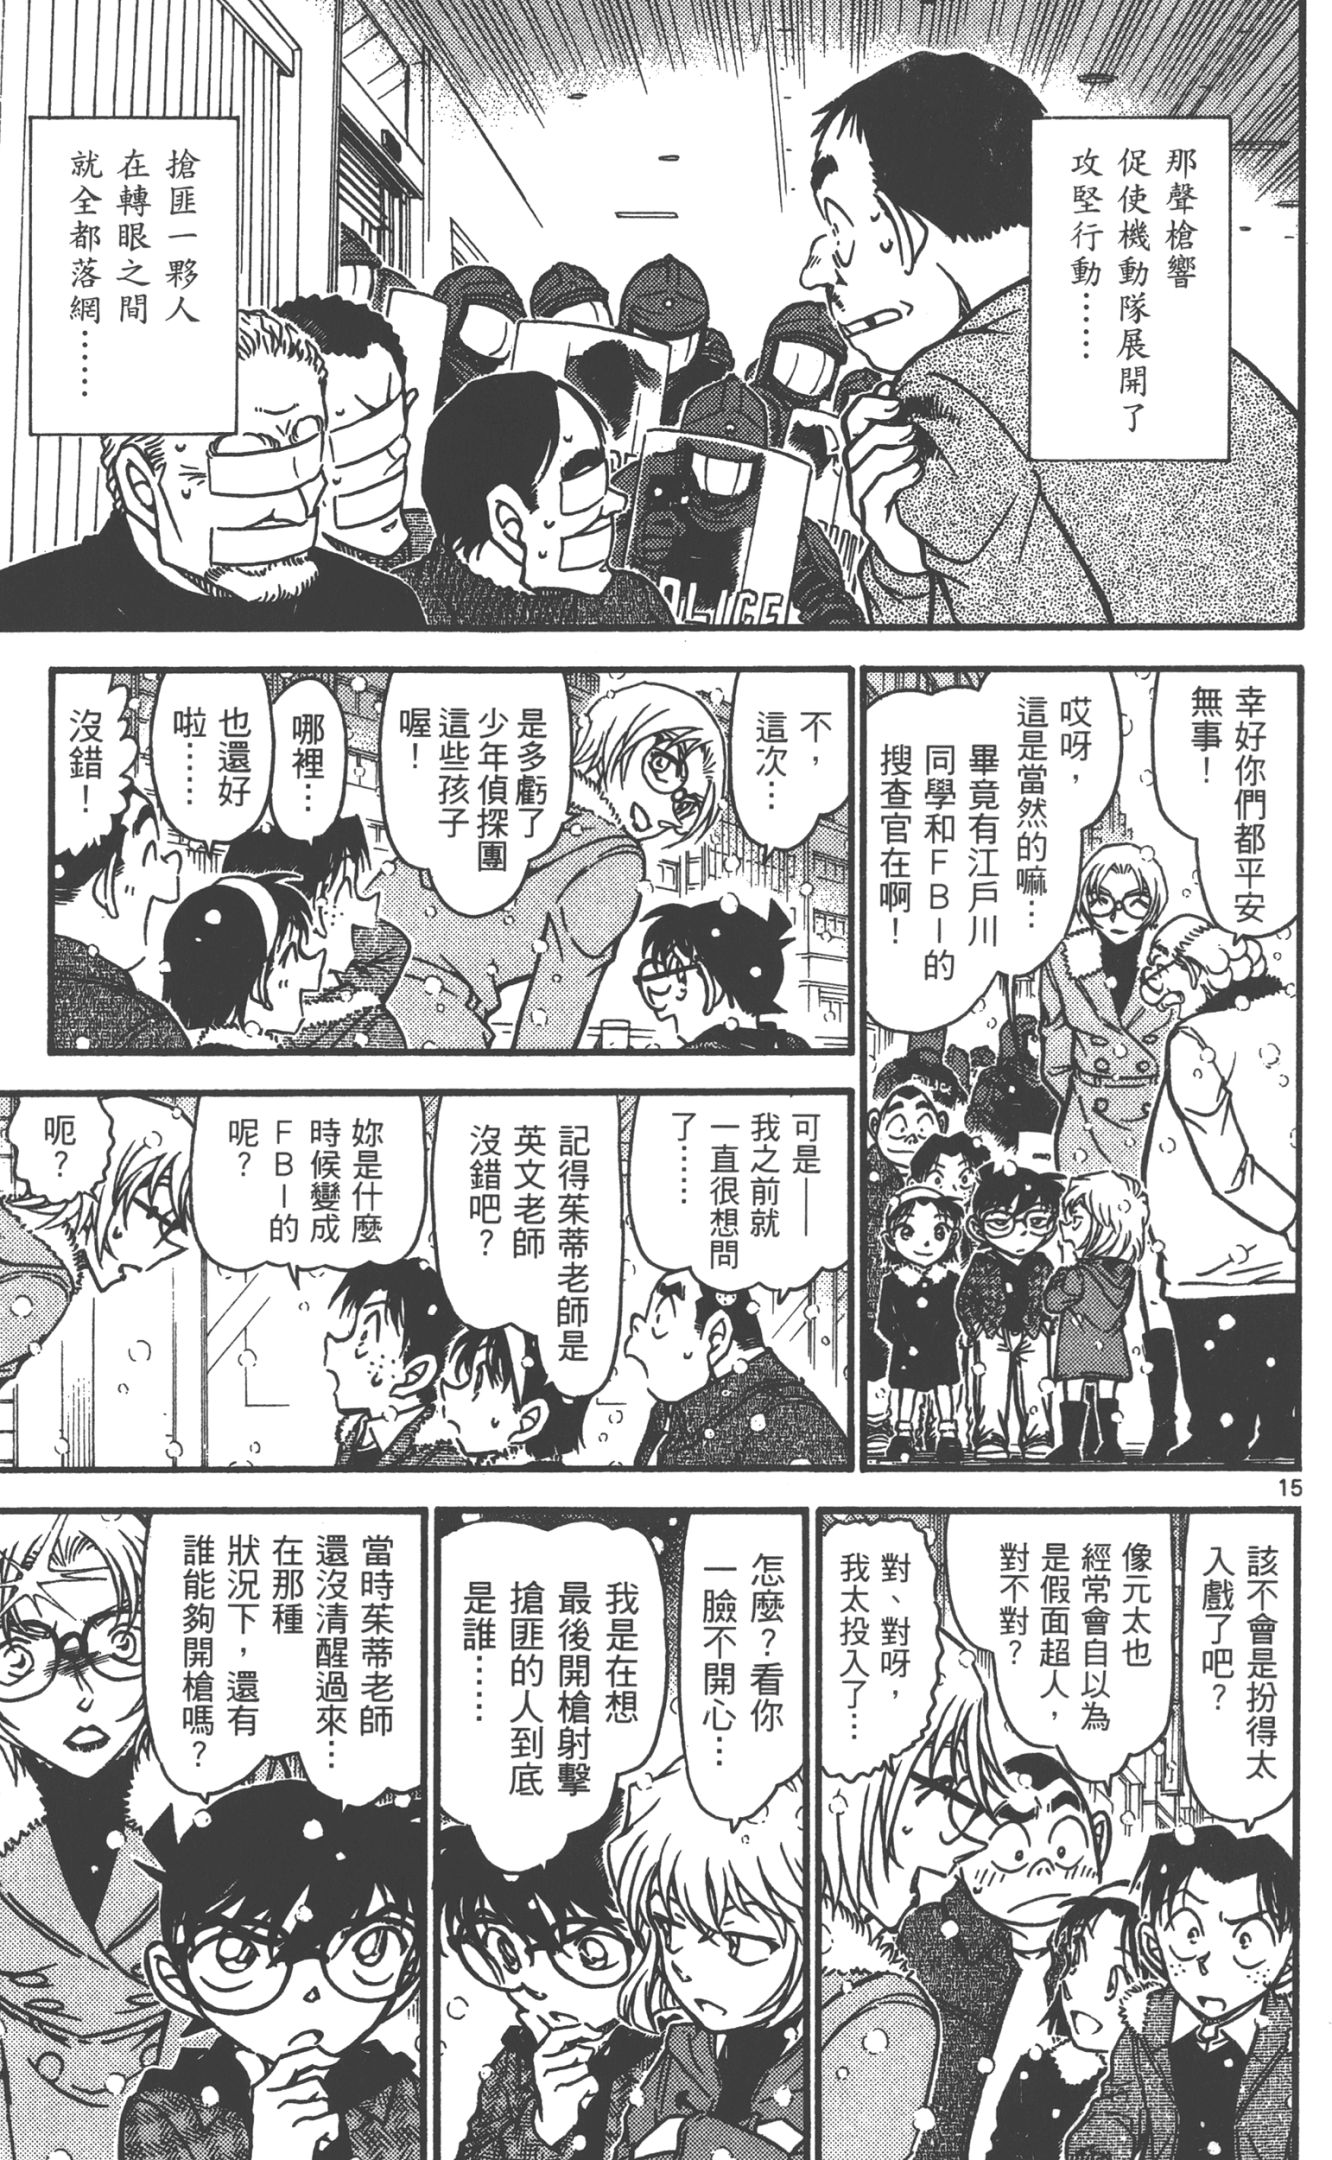 那聲槍響
促使機動隊展開了
攻堅行動……
搶匪一夥人
在轉眼之間
就全都落網……
POLICE
幸好你們都平安
無事！
哎呀，
這是當然的嘛…
畢竟有江戶川
同學和FBI的
搜查官在啊！
不，
這次…
是多虧了
少年偵探團
這些孩子
喔！
哪裡…
也還好
啦……
沒錯！
可是—
我之前就
一直很想問
了……
記得茱蒂老師是
英文老師
沒錯吧？
妳是什麼
時候變成
FBI的
呢？
呃？
15
該不會是扮得太
入戲了吧？
像元太也
經常會自以為
是假面超人，
對不對？
對、對呀，
我太投入了…
怎麼？看你
一臉不開心…
我是在想
最後開槍射擊
搶匪的人到底
是誰……
當時茱蒂老師
還沒清醒過來…
在那種
狀況下，還有
誰能夠開槍嗎？